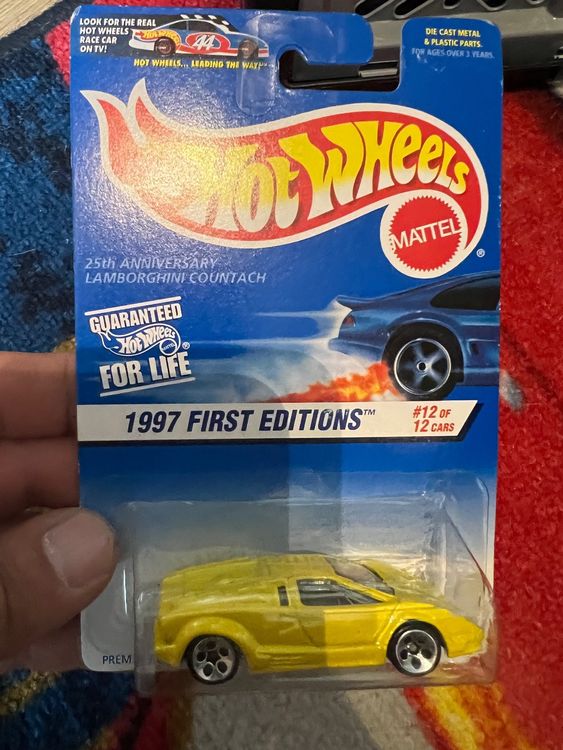 LOOK FOR THE REAL
HOT WHEELS
RACE CAR
ON TV!
44
HOT WHEELS... LEADING THE WAY!™
DIE CAST METAL
& PLASTIC PARTS.
FOR AGES OVER 3 YEARS.
HOT WHEELS
MATTEL
®
25th ANNIVERSARY
LAMBORGHINI COUNTACH
GUARANTEED
HOT WHEELS
FOR LIFE
1997 FIRST EDITIONS™
#12 OF
12 CARS
PREM